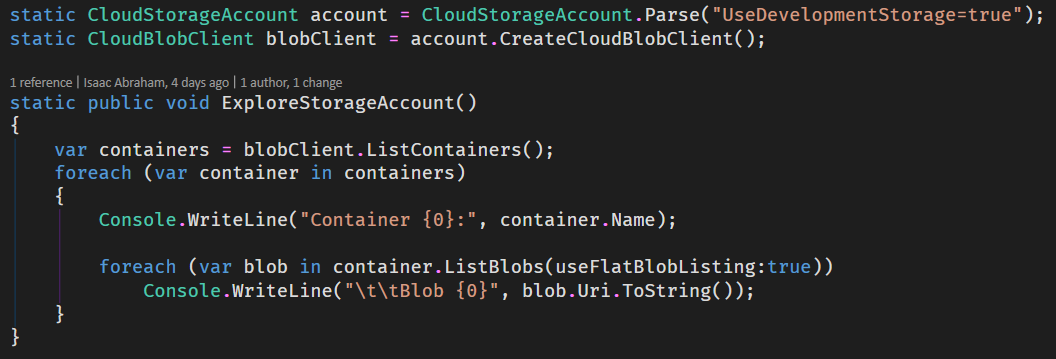 static CloudStorageAccount account = CloudStorageAccount.Parse("UseDevelopmentStorage=true");
static CloudBlobClient blobClient = account.CreateCloudBlobClient();

1 reference | Isaac Abraham, 4 days ago | 1 author, 1 change
static public void ExploreStorageAccount()
{
    var containers = blobClient.ListContainers();
    foreach (var container in containers)
    {
        Console.WriteLine("Container {0}:", container.Name);

        foreach (var blob in container.ListBlobs(useFlatBlobListing:true))
            Console.WriteLine("\t\tBlob {0}", blob.Uri.ToString());
    }
}